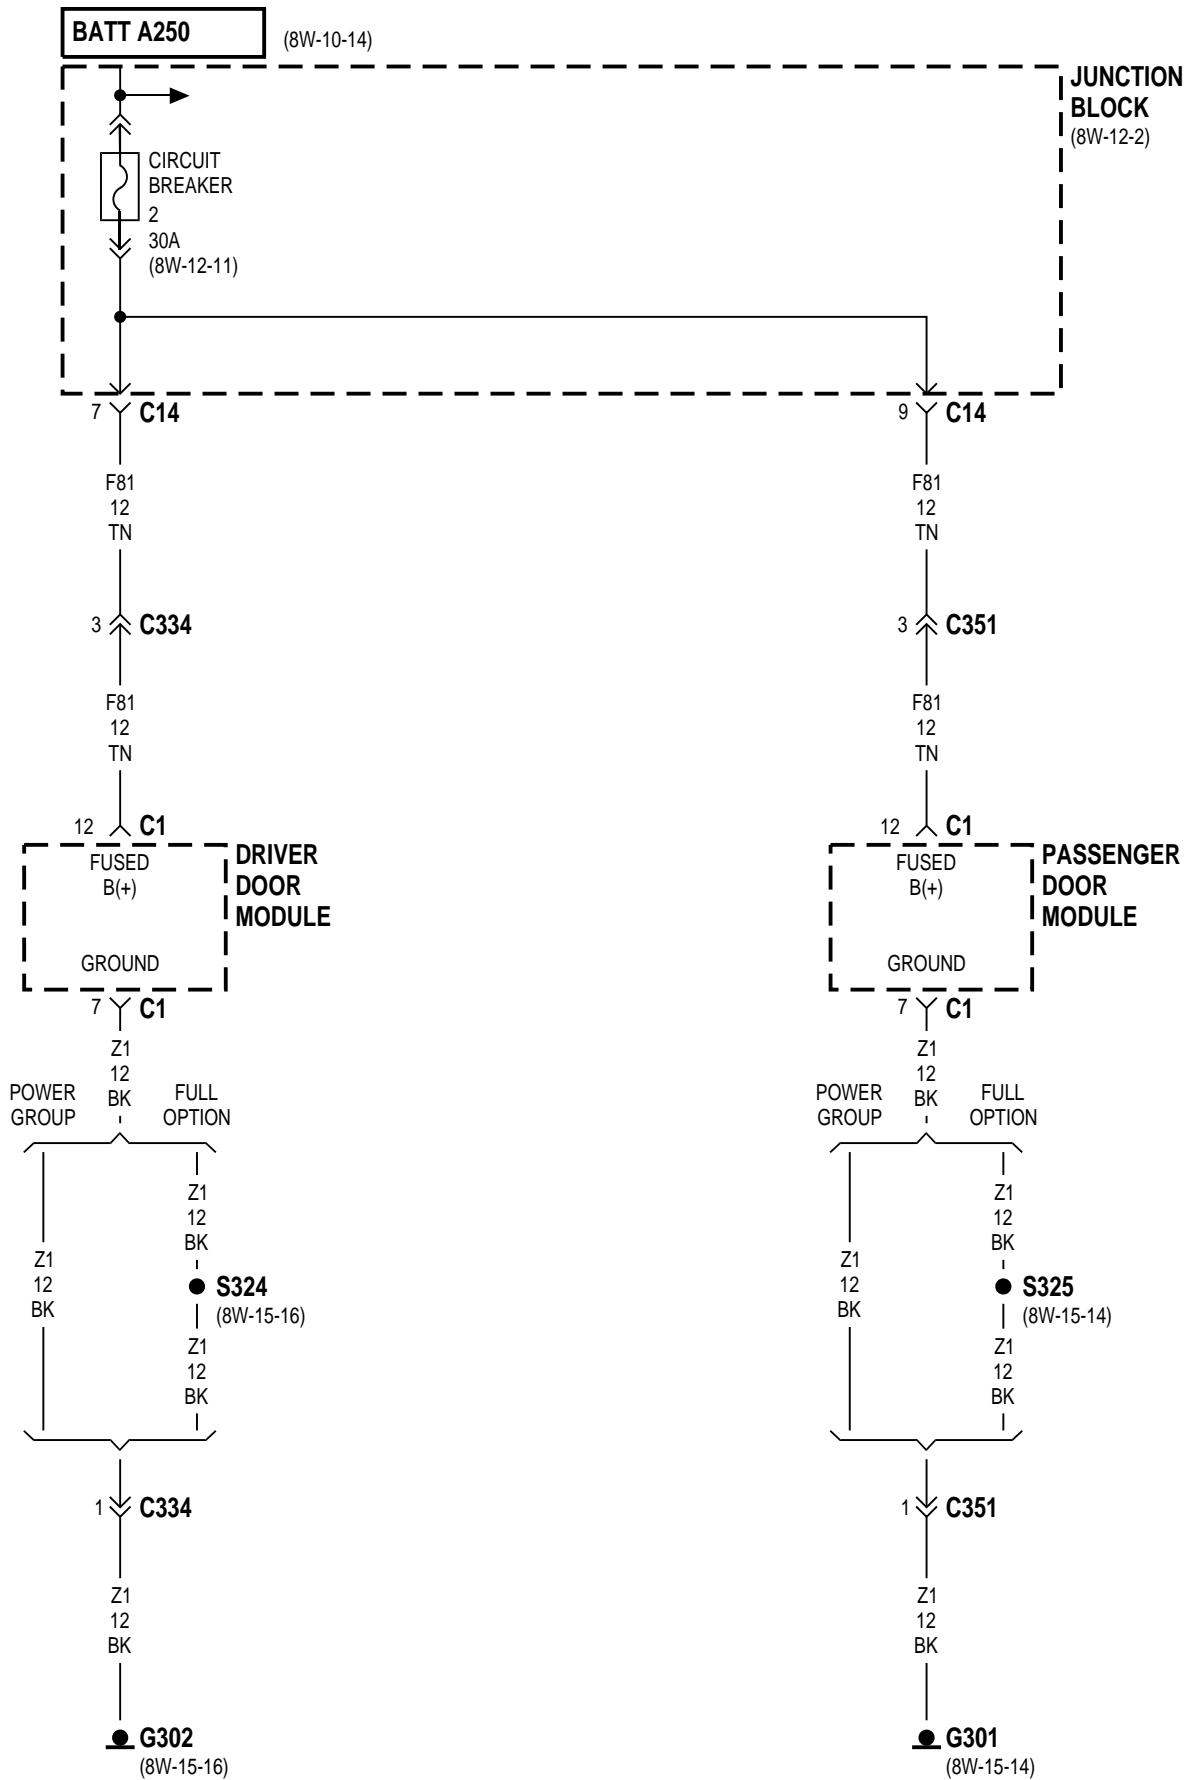 BATT A250
(8W-10-14)
JUNCTION
BLOCK
(8W-12-2)
CIRCUIT
BREAKER
2
30A
(8W-12-11)
7 C14
9 C14
F81
12
TN
F81
12
TN
3 C334
3 C351
F81
12
TN
F81
12
TN
12 C1
12 C1
FUSED
B(+)
GROUND
DRIVER
DOOR
MODULE
FUSED
B(+)
GROUND
PASSENGER
DOOR
MODULE
7 C1
7 C1
Z1
12
BK
Z1
12
BK
POWER
GROUP
FULL
OPTION
POWER
GROUP
FULL
OPTION
Z1
12
BK
Z1
12
BK
S324
(8W-15-16)
Z1
12
BK
Z1
12
BK
Z1
12
BK
S325
(8W-15-14)
Z1
12
BK
1 C334
1 C351
Z1
12
BK
Z1
12
BK
G302
(8W-15-16)
G301
(8W-15-14)